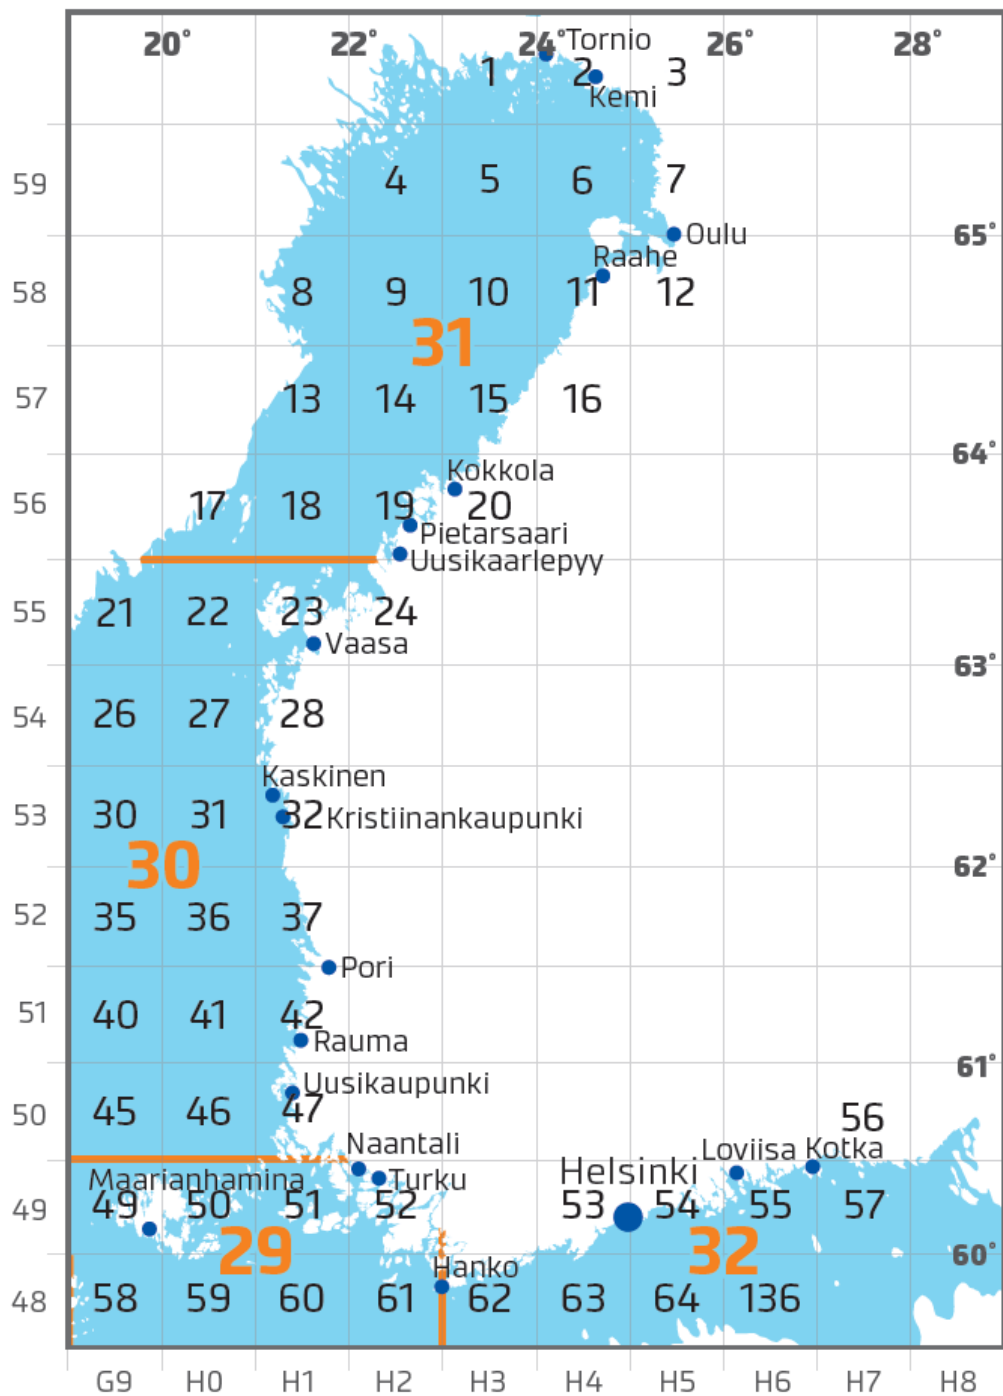 20° 22° 24° 26° 28°
Tornio
1 2 3
Kemi
59 4 5 6 7
Oulu 65°
Raahe
58 8 9 10 11 12
31
57 13 14 15 16
64°
Kokkola
56 17 18 19 20
Pietarsaari
Uusikaarlepyy
55 21 22 23 24
Vaasa
63°
54 26 27 28
Kaskinen
53 30 31 32 Kristiinankaupunki
30 62°
52 35 36 37
Pori
51 40 41 42
Rauma
61°
Uusikaupunki
50 45 46 47 56
Naantali Loviisa Kotka
Maarianhamina Turku Helsinki
49 49 50 51 52 53 54 55 57
29 32 60°
Hanko
48 58 59 60 61 62 63 64 136
G9 H0 H1 H2 H3 H4 H5 H6 H7 H8